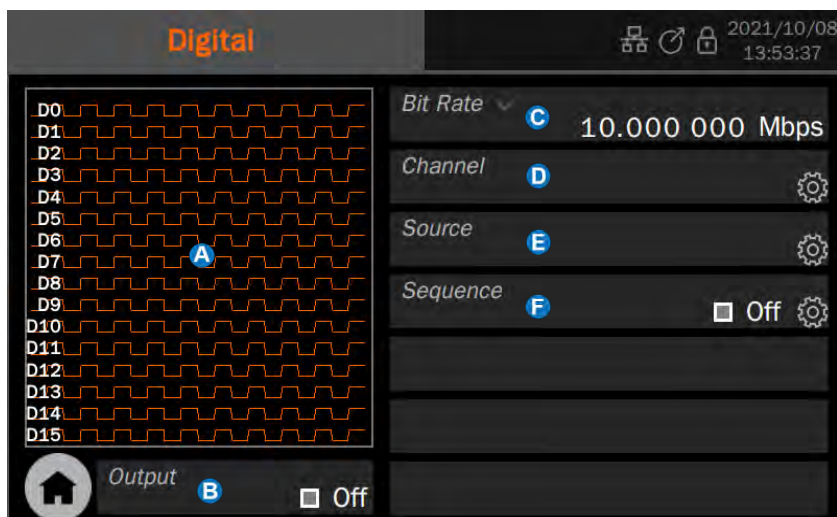 Digital
2021/10/08
13:53:37
D0
D1
D2
D3
D4
D5
D6
D7
D8
D9
D10
D11
D12
D13
D14
D15
A
Output
B
Off
Bit Rate
C
10.000 000 Mbps
Channel
D
Source
E
Sequence
F
Off